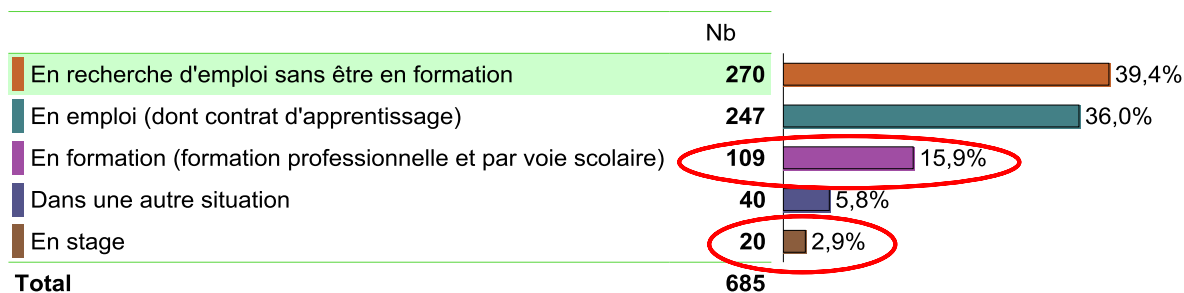 Nb
En recherche d'emploi sans être en formation 270 39,4%
En emploi (dont contrat d'apprentissage) 247 36,0%
En formation (formation professionnelle et par voie scolaire) 109 15,9%
Dans une autre situation 40 5,8%
En stage 20 2,9%
Total 685